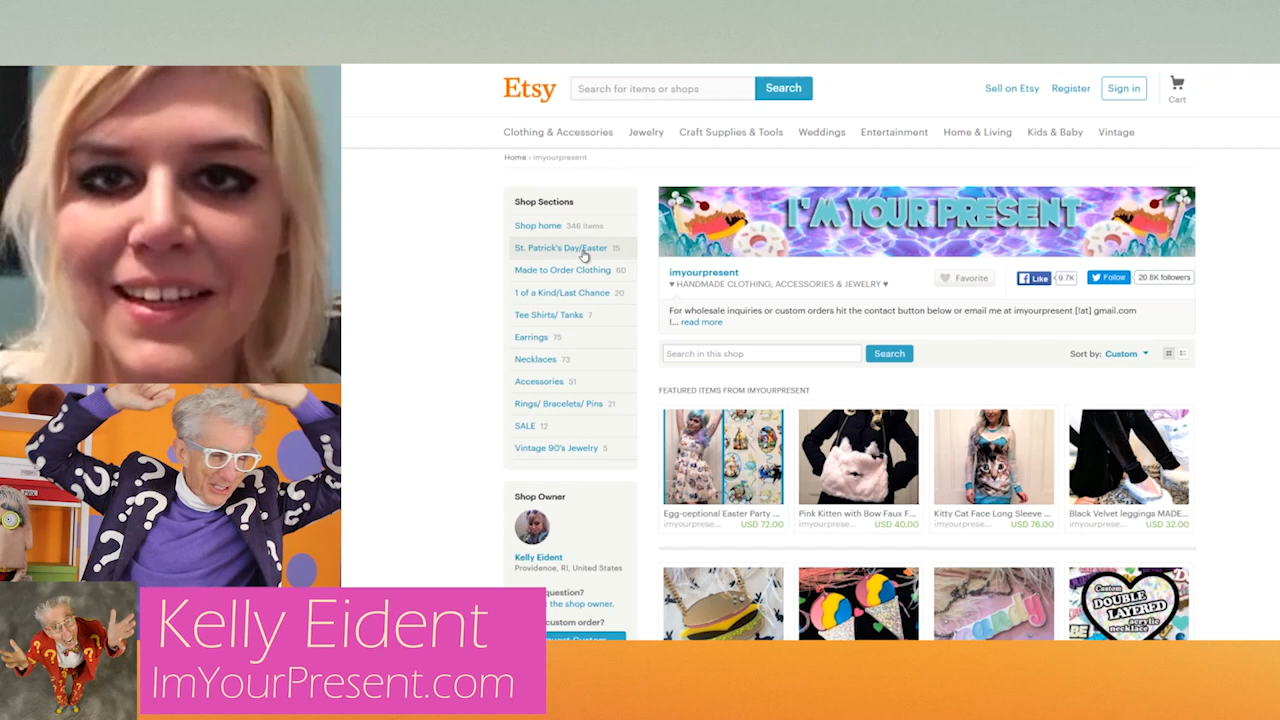 Etsy
Search for items or shops
Search
Sell on Etsy
Register
Sign in
Cart
Clothing & Accessories
Jewelry
Craft Supplies & Tools
Weddings
Entertainment
Home & Living
Kids & Baby
Vintage
Home › imyourpresent
Shop Sections
Shop home 346 items
St. Patrick's Day/Easter 15
Made to Order Clothing 60
1 of a Kind/Last Chance 20
Tee Shirts/ Tanks 7
Earrings 75
Necklaces 73
Accessories 51
Rings/ Bracelets/ Pins 21
SALE 12
Vintage 90's Jewelry 5
Shop Owner
Kelly Eident
Providence, RI, United States
question?
t the shop owner.
custom order?
I'M YOUR PRESENT
imyourpresent
♥ HANDMADE CLOTHING, ACCESSORIES & JEWELRY ♥
Favorite
Like
9.7K
Follow
20.8K followers
For wholesale inquiries or custom orders hit the contact button below or email me at imyourpresent [!at] gmail.com
!... read more
Search in this shop
Search
Sort by: Custom
FEATURED ITEMS FROM IMYOURPRESENT
Egg-ceptional Easter Party ...
imyourprese... USD 72.00
Pink Kitten with Bow Faux F...
imyourprese... USD 40.00
Kitty Cat Face Long Sleeve ...
imyourprese... USD 76.00
Black Velvet leggings MADE...
imyourprese... USD 32.00
Custom
DOUBLE
LAYERED
acrylic
necklace
BE
Kelly Eident
ImYourPresent.com